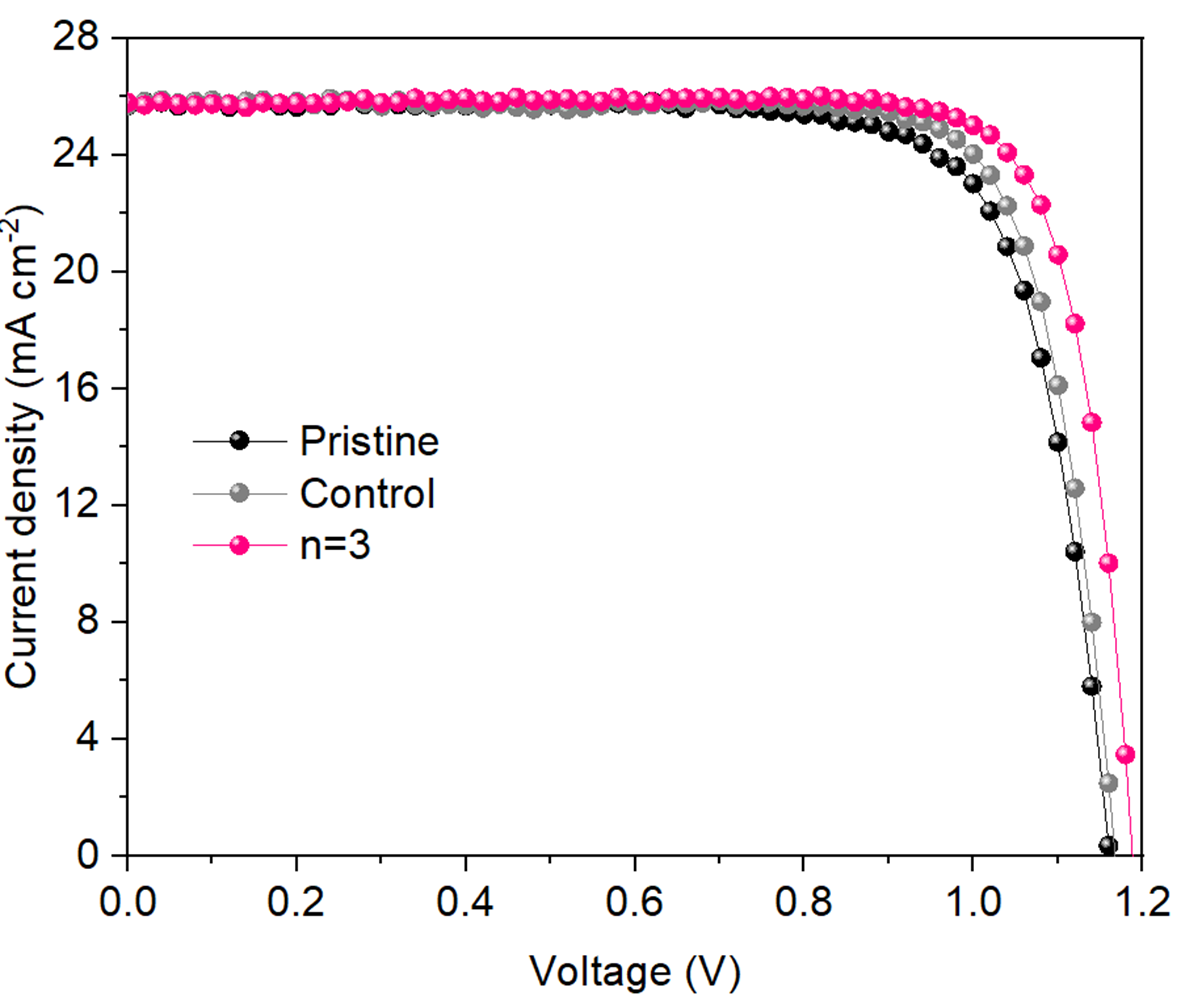 28
24
20
16
12
8
4
0
Current density (mA cm-2)
Pristine
Control
n=3
0.0 0.2 0.4 0.6 0.8 1.0 1.2
Voltage (V)